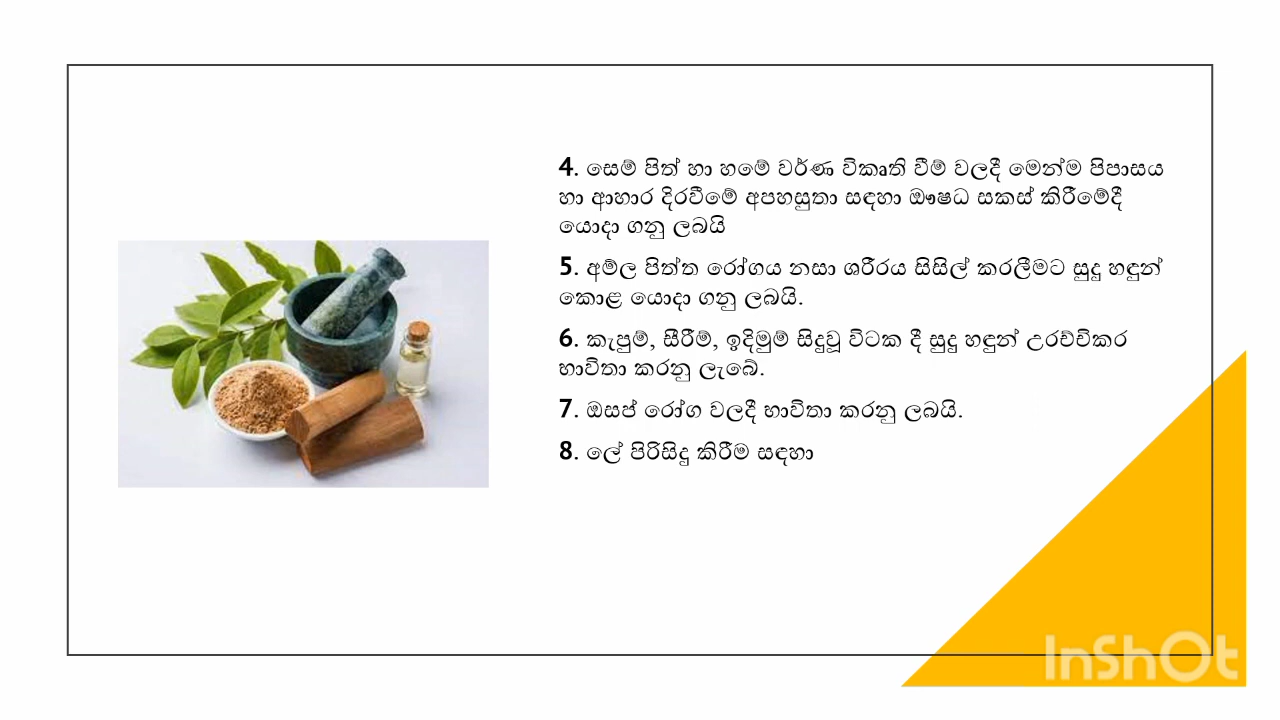 4. සෙම් පිත් හා හමේ වර්ණ විකෘති වීම් වලදී මෙන්ම පිපාසය
හා ආහාර දිරවීමේ අපහසුතා සඳහා ඖෂධ සකස් කිරීමේදී
යොදා ගනු ලබයි
5. අම්ල පිත්ත රෝගය නසා ශරීරය සිසිල් කරලීමට සුදු හඳුන්
කොළ යොදා ගනු ලබයි.
6. කැපුම්, සීරීම්, ඉදිමුම් සිදුවූ විටක දී සුදු හඳුන් උරච්චිකර
භාවිතා කරනු ලැබේ.
7. ඔසප් රෝග වලදී භාවිතා කරනු ලබයි.
8. ලේ පිරිසිදු කිරීම සඳහා
InShOt